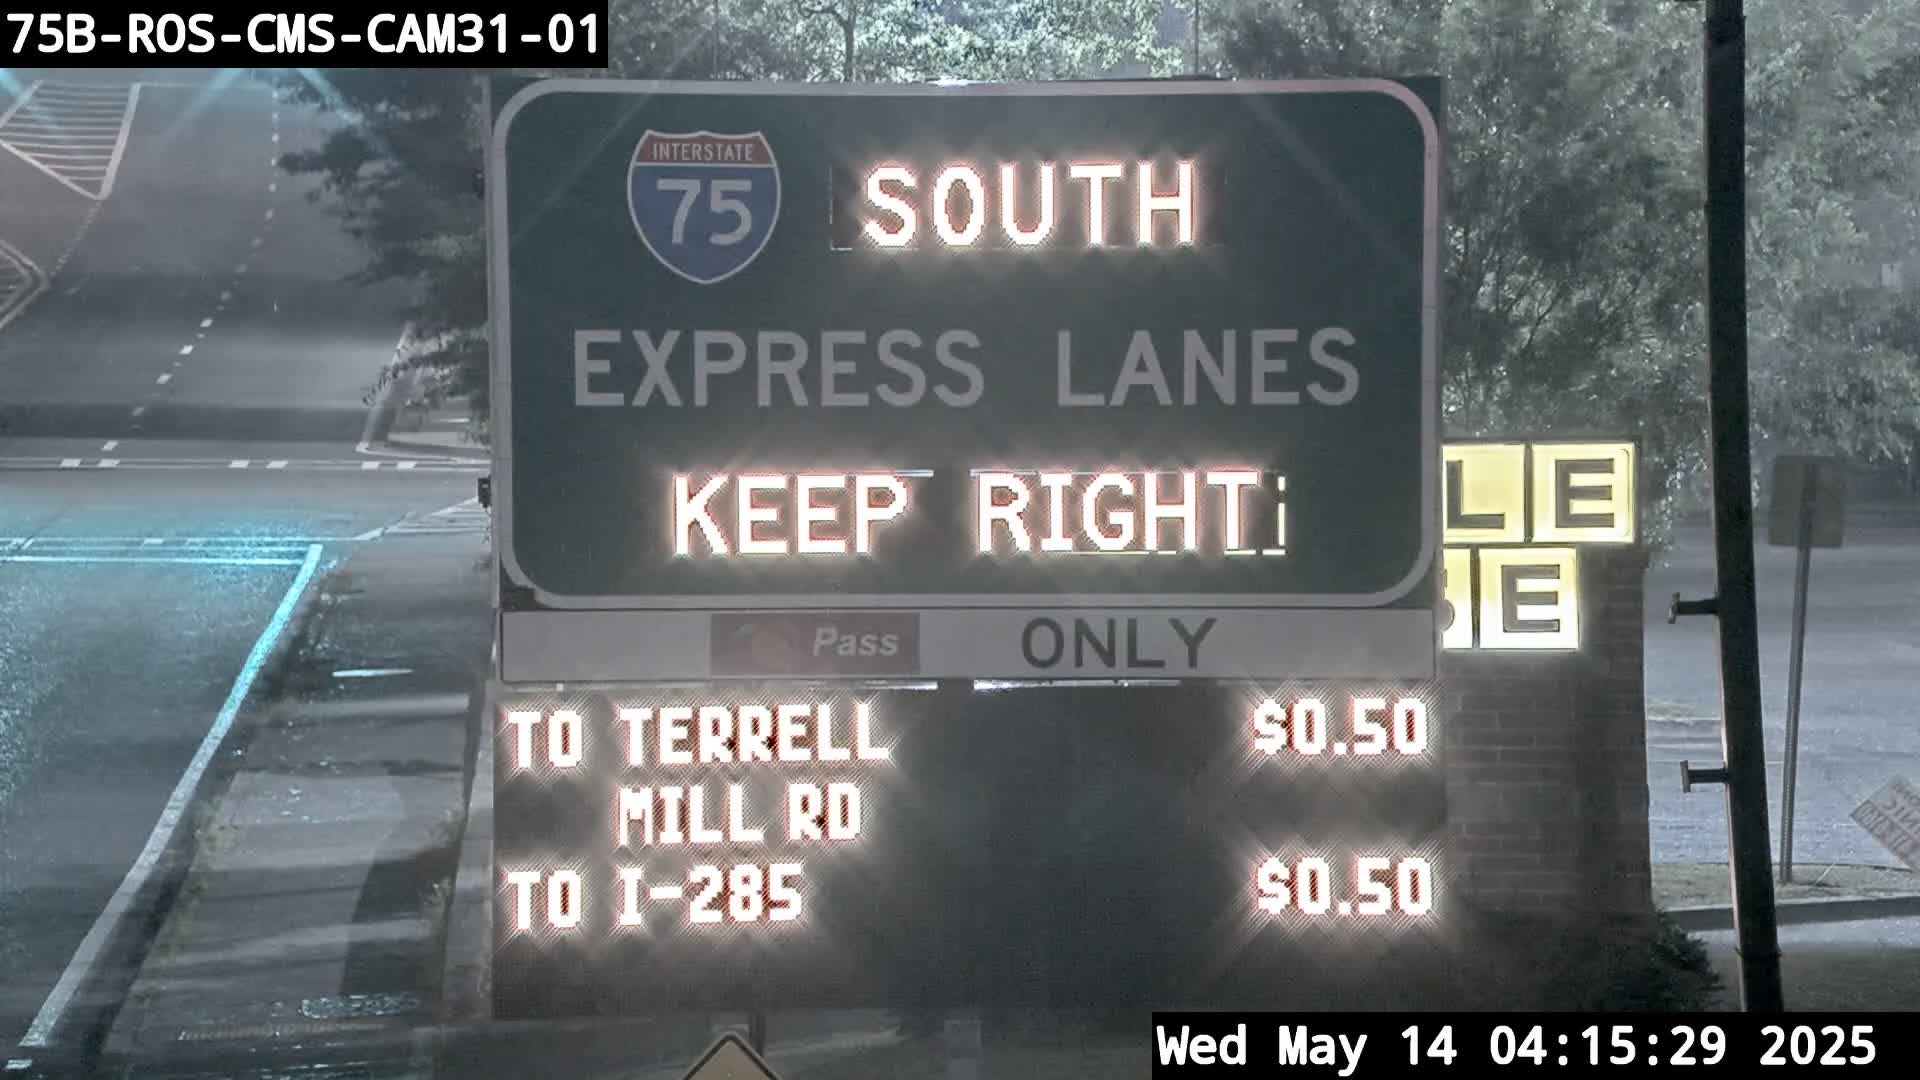 75B-ROS-CMS-CAM31-01
INTERSTATE
75
SOUTH
EXPRESS LANES
KEEP RIGHT
Pass ONLY
TO TERRELL $0.50
MILL RD
TO I-285 $0.50
LE
E
Wed May 14 04:15:29 2025